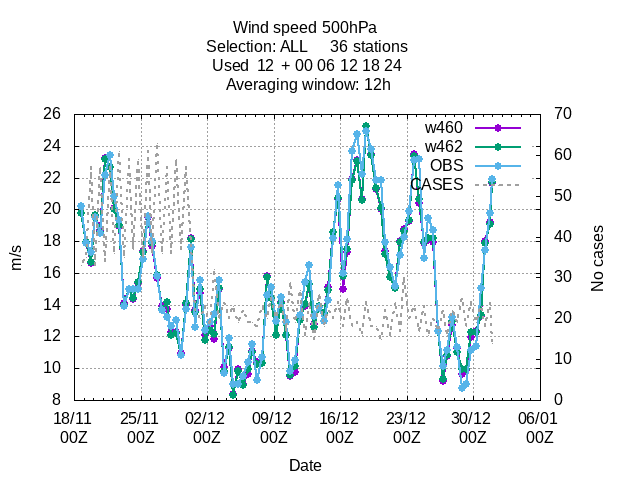 Wind speed 500hPa
Selection: ALL     36 stations
Used  12  + 00 06 12 18 24
Averaging window: 12h
w460
w462
OBS
CASES
m/s
No cases
26
24
22
20
18
16
14
12
10
8
70
60
50
40
30
20
10
0
18/11 25/11 02/12 09/12 16/12 23/12 30/12 06/01
00Z 00Z 00Z 00Z 00Z 00Z 00Z 00Z
Date